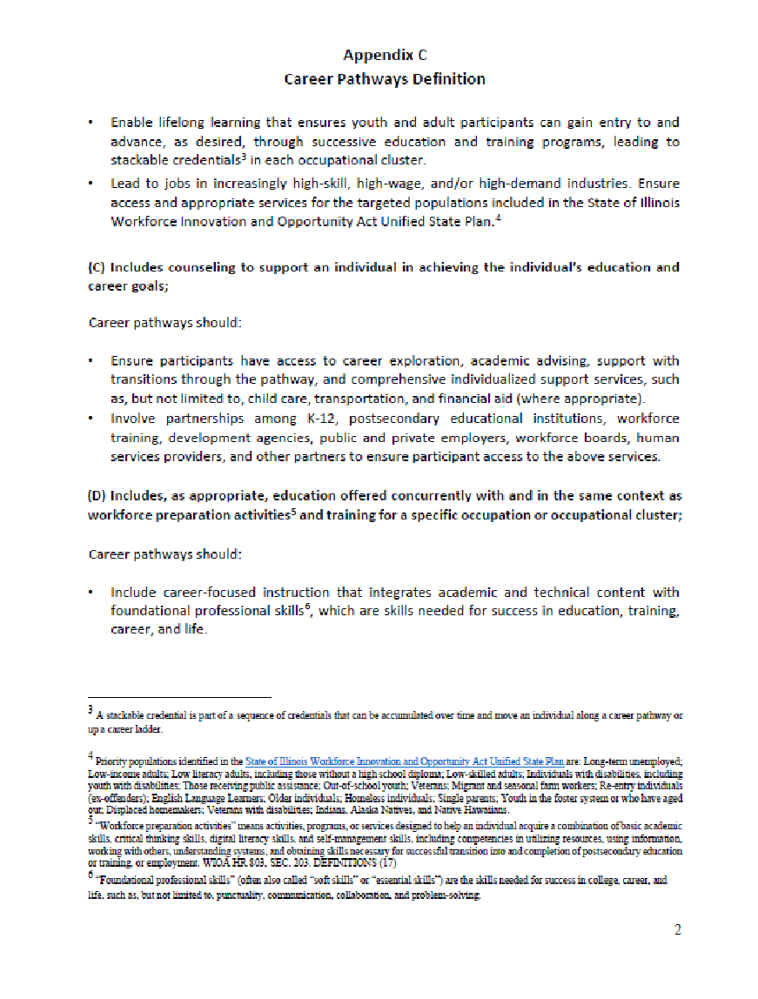 Appendix C
Career Pathways Definition
• Enable lifelong learning that ensures youth and adult participants can gain entry to and
advance, as desired, through successive education and training programs, leading to
stackable credentials³ in each occupational cluster.
• Lead to jobs in increasingly high-skill, high-wage, and/or high-demand industries. Ensure
access and appropriate services for the targeted populations included in the State of Illinois
Workforce Innovation and Opportunity Act Unified State Plan.⁴
(C) Includes counseling to support an individual in achieving the individual's education and
career goals;
Career pathways should:
• Ensure participants have access to career exploration, academic advising, support with
transitions through the pathway, and comprehensive individualized support services, such
as, but not limited to, child care, transportation, and financial aid (where appropriate).
• Involve partnerships among K-12, postsecondary educational institutions, workforce
training, development agencies, public and private employers, workforce boards, human
services providers, and other partners to ensure participant access to the above services.
(D) Includes, as appropriate, education offered concurrently with and in the same context as
workforce preparation activities⁵ and training for a specific occupation or occupational cluster;
Career pathways should:
• Include career-focused instruction that integrates academic and technical content with
foundational professional skills⁶, which are skills needed for success in education, training,
career, and life.
³ A stackable credential is part of a sequence of credentials that can be accumulated over time and move an individual along a career pathway or
up a career ladder.
⁴ Priority populations identified in the State of Illinois Workforce Innovation and Opportunity Act Unified State Plan are: Long-term unemployed;
Low-income adults; Low literacy adults, including those without a high school diploma; Low-skilled adults; Individuals with disabilities, including
youth with disabilities; Those receiving public assistance; Out-of-school youth; Veterans; Migrant and seasonal farm workers; Re-entry individuals
(ex-offenders); English Language Learners; Older individuals; Homeless individuals; Single parents; Youth in the foster system or who have aged
out; Displaced homemakers; Veterans with disabilities; Indians, Alaska Natives, and Native Hawaiians.
⁵ "Workforce preparation activities" means activities, programs, or services designed to help an individual acquire a combination of basic academic
skills, critical thinking skills, digital literacy skills, and self-management skills, including competencies in utilizing resources, using information,
working with others, understanding systems, and obtaining skills necessary for successful transition into and completion of postsecondary education
or training, or employment. WIOA HR 803, SEC. 203. DEFINITIONS (17)
⁶ "Foundational professional skills" (often also called "soft skills" or "essential skills") are the skills needed for success in college, career, and
life, such as, but not limited to, punctuality, communication, collaboration, and problem-solving.
2